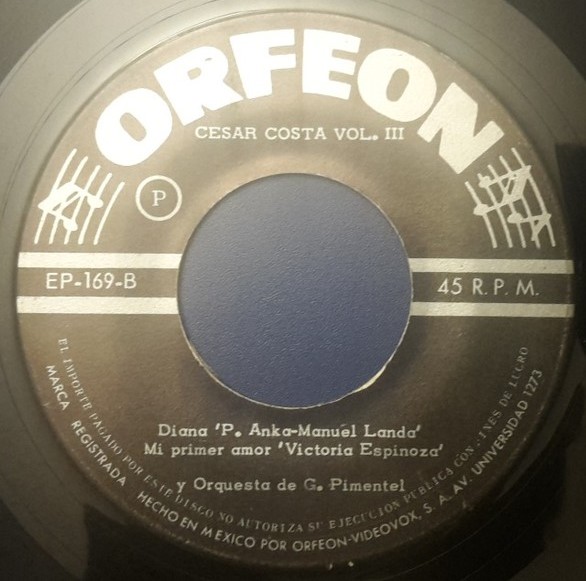 ORFEON
CESAR COSTA VOL. III
P
EP-169-B
45 R. P. M.
Diana 'P. Anka-Manuel Landa'
Mi primer amor 'Victoria Espinoza'
y Orquesta de G. Pimentel
EL IMPORTE PAGADO POR ESTE DISCO NO AUTORIZA SU EJECUCION PUBLICA CON FINES DE LUCRO
MARCA REGISTRADA HECHO EN MEXICO POR ORFEON-VIDEOVOX, S. A. AV. UNIVERSIDAD 1273